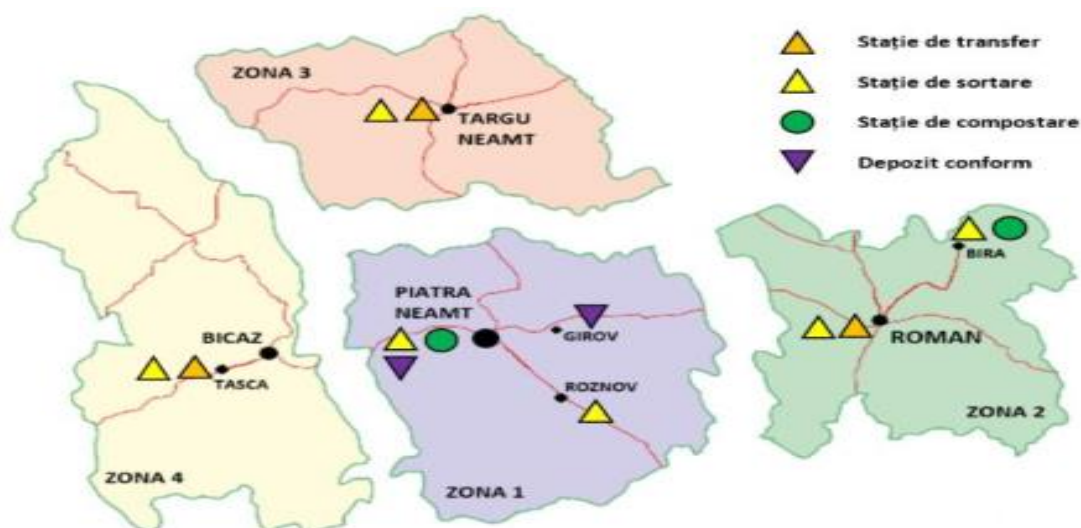 ZONA 3
TARGU
NEAMT
Stație de transfer
Stație de sortare
Stație de compostare
Depozit conform
BICAZ
TASCA
ZONA 4
PIATRA
NEAMT
GIROV
ROZNOV
ZONA 1
BIRA
ROMAN
ZONA 2